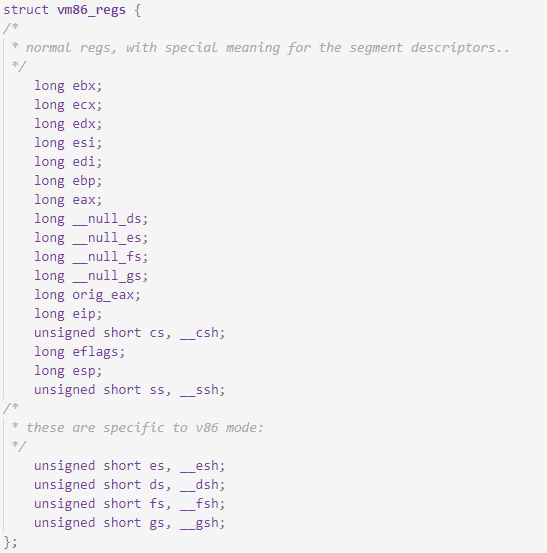 struct vm86_regs {
/*
 * normal regs, with special meaning for the segment descriptors..
 */
    long ebx;
    long ecx;
    long edx;
    long esi;
    long edi;
    long ebp;
    long eax;
    long __null_ds;
    long __null_es;
    long __null_fs;
    long __null_gs;
    long orig_eax;
    long eip;
    unsigned short cs, __csh;
    long eflags;
    long esp;
    unsigned short ss, __ssh;
/*
 * these are specific to v86 mode:
 */
    unsigned short es, __esh;
    unsigned short ds, __dsh;
    unsigned short fs, __fsh;
    unsigned short gs, __gsh;
};